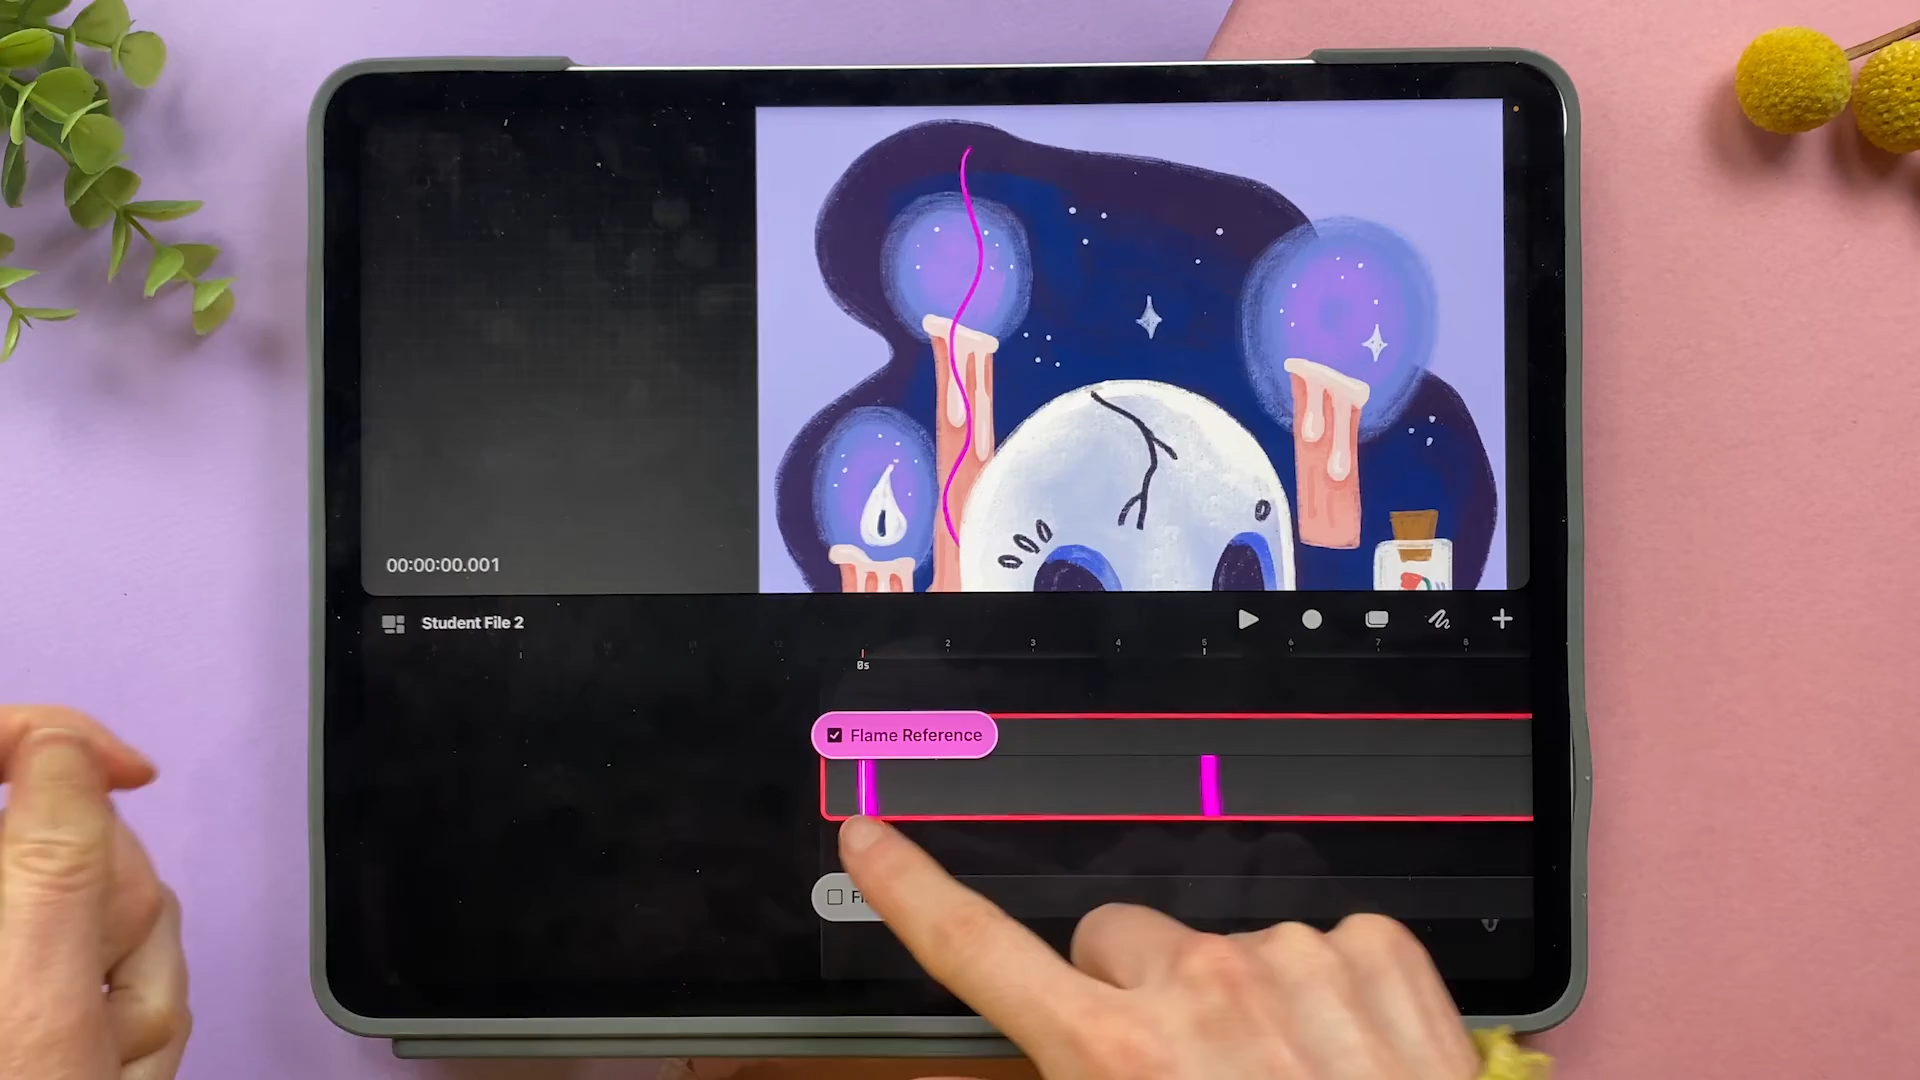 00:00:00.001
Student File 2
2 3 4 5 6 7 8
0s
Flame Reference